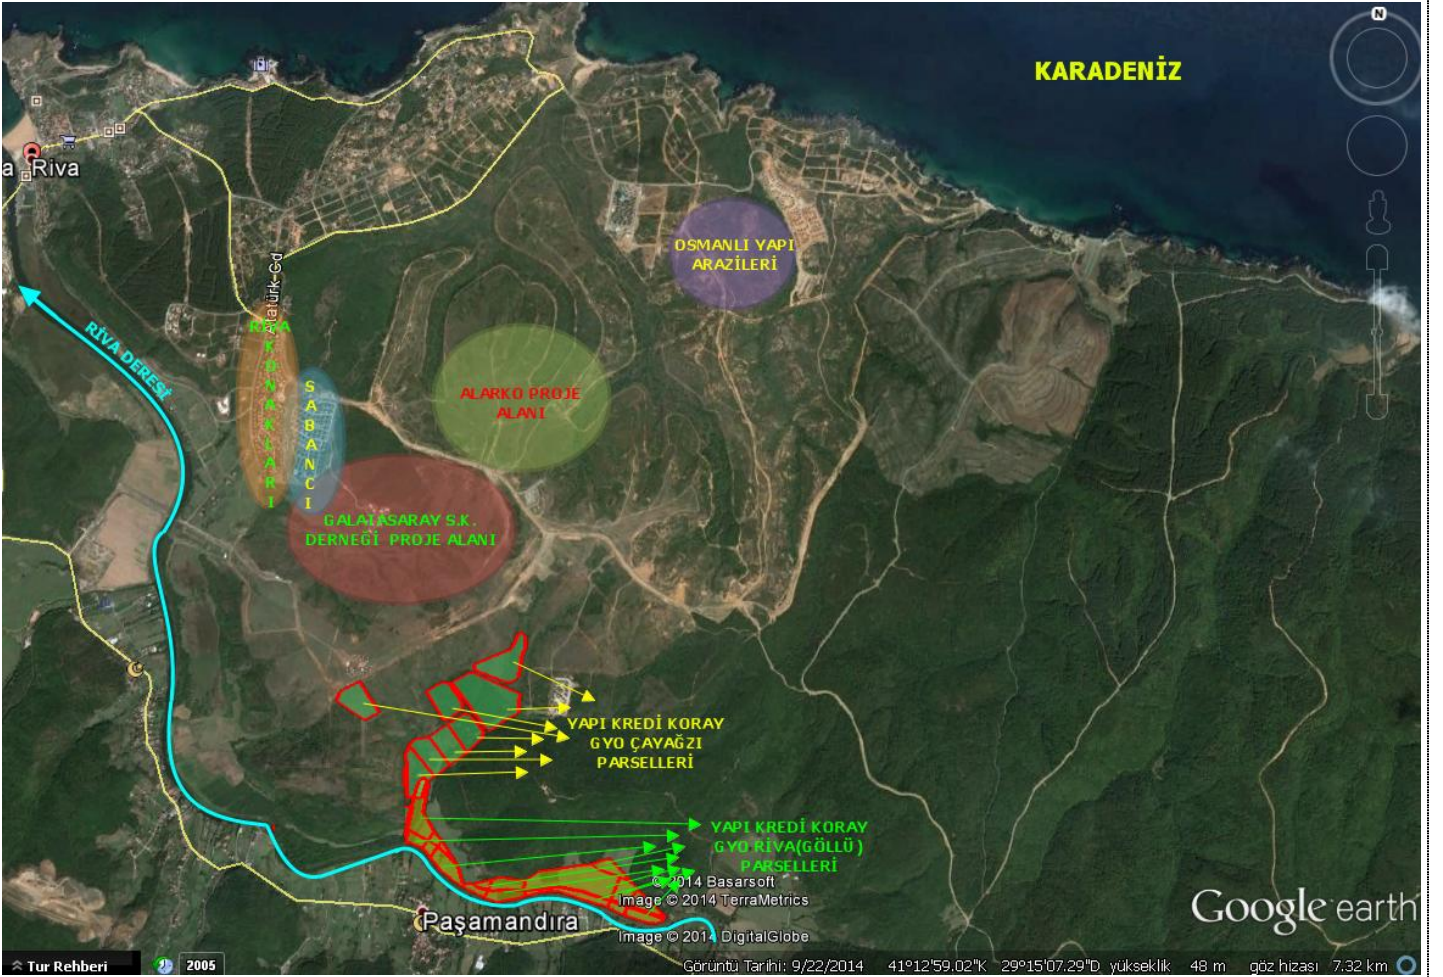 N
KARADENİZ
a Riva
Atatürk Cd
OSMANLI YAPI
ARAZİLERİ
RİVA DERESİ
RİVA KONAKLARI
SABANCI
ALARKO PROJE
ALANI
GALATASARAY S.K.
DERNEĞİ PROJE ALANI
YAPI KREDİ KORAY
GYO ÇAYAĞZI
PARSELLERİ
YAPI KREDİ KORAY
GYO RİVA(GÖLLÜ)
PARSELLERİ
© 2014 Basarsoft
Image © 2014 TerraMetrics
Image © 2014 DigitalGlobe
Paşamandıra
Google earth
Tur Rehberi
2005
Görüntü Tarihi: 9/22/2014 41°12'59.02"K 29°15'07.29"D yükseklik 48 m göz hizası 7.32 km